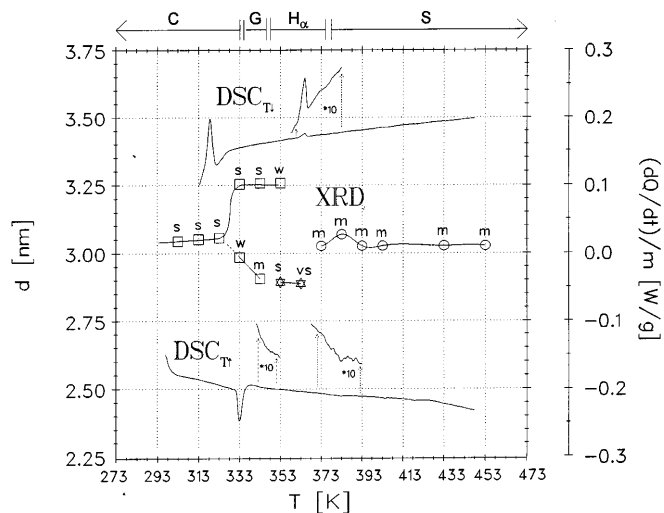 C G Hα S
3.75 0.3
DSC T↓
*10
3.50 0.2
s s w
3.25 0.1
XRD
s s s m m m m m m
3.00 0.0
w
m s vs
2.75 -0.1
DSC T↑
*10 *10
2.50 -0.2
2.25 -0.3
273 293 313 333 353 373 393 413 433 453 473
T [K]
d [nm]
(dQ/dt)/m [W/g]